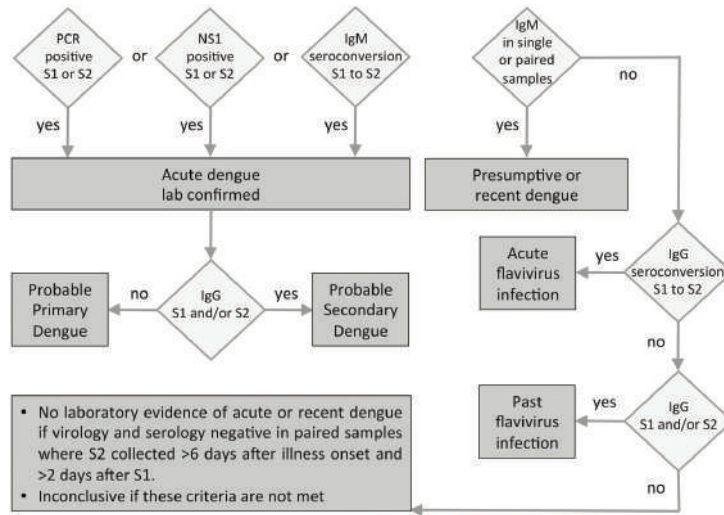 PCR
positive
S1 or S2
or
NS1
positive
S1 or S2
or
IgM
seroconversion
S1 to S2
IgM
in single
or paired
samples
no
yes
yes
yes
yes
Acute dengue
lab confirmed
Presumptive or
recent dengue
Probable
Primary
Dengue
no
IgG
S1 and/or S2
yes
Probable
Secondary
Dengue
Acute
flavivirus
infection
yes
IgG
seroconversion
S1 to S2
no
Past
flavivirus
infection
yes
IgG
S1 and/or S2
no
• No laboratory evidence of acute or recent dengue
if virology and serology negative in paired samples
where S2 collected >6 days after illness onset and
>2 days after S1.
• Inconclusive if these criteria are not met